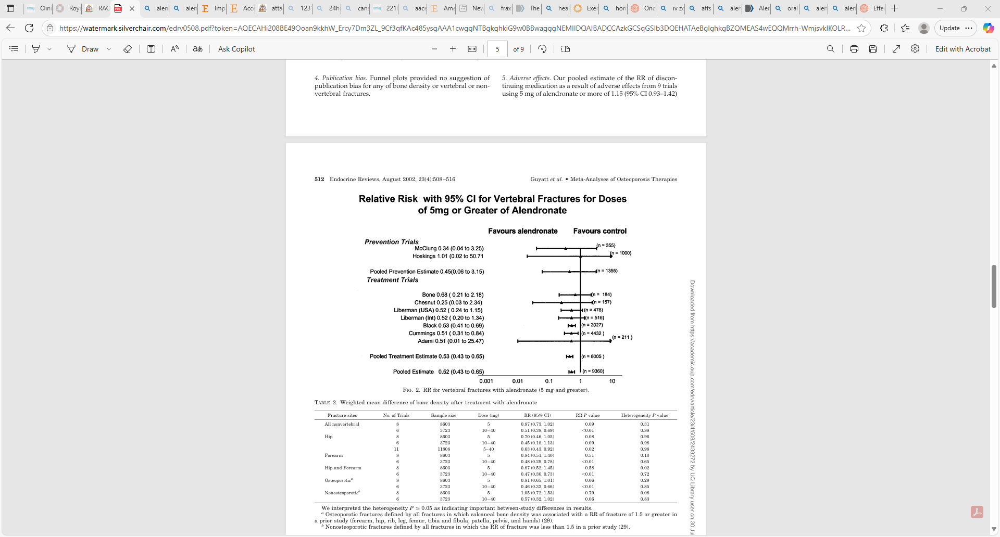 Clini
Roy
RAC
alen
aler
Imp
Acc
atta
123
24h
can
221
aac
Am
Nev
frax
The
heal
Exer
hori
Onc
iv zo
affs
alen
Aler
oral
alen
alen
Effe
Update
Draw
Ask Copilot
5 of 9
Edit with Acrobat
4. Publication bias. Funnel plots provided no suggestion of
publication bias for any of bone density or vertebral or non-
vertebral fractures.
5. Adverse effects. Our pooled estimate of the RR of discon-
tinuing medication as a result of adverse effects from 9 trials
using 5 mg of alendronate or more of 1.15 (95% CI 0.93–1.42)
512 Endocrine Reviews, August 2002, 23(4):508–516
Guyatt et al. • Meta-Analyses of Osteoporosis Therapies
Relative Risk with 95% CI for Vertebral Fractures for Doses
of 5mg or Greater of Alendronate
Favours alendronate Favours control
Prevention Trials
McClung 0.34 (0.04 to 3.25) (n = 355)
Hoskings 1.01 (0.02 to 50.71 (n = 1000)
Pooled Prevention Estimate 0.45(0.06 to 3.15) (n = 1355)
Treatment Trials
Bone 0.68 ( 0.21 to 2.18) (n = 184)
Chesnut 0.25 (0.03 to 2.34) (n = 157)
Liberman (USA) 0.52 ( 0.24 to 1.15) (n = 478)
Liberman (Int) 0.52 ( 0.20 to 1.34) (n = 516)
Black 0.53 (0.41 to 0.69) (n = 2027)
Cummings 0.51 ( 0.31 to 0.84) (n = 4432 )
Adami 0.51 (0.01 to 25.47) (n = 211 )
Pooled Treatment Estimate 0.53 (0.43 to 0.65) (n = 8005 )
Pooled Estimate 0.52 (0.43 to 0.65) (n = 9360)
0.001 0.01 0.1 1 10
FIG. 2. RR for vertebral fractures with alendronate (5 mg and greater).
TABLE 2. Weighted mean difference of bone density after treatment with alendronate
Fracture sites No. of Trials Sample size Dose (mg) RR (95% CI) RR P value Heterogeneity P value
All nonvertebral 8 8603 5 0.87 (0.73, 1.02) 0.09 0.31
6 3723 10–40 0.51 (0.38, 0.69) <0.01 0.88
Hip 8 8603 5 0.70 (0.46, 1.05) 0.08 0.96
6 3723 10–40 0.45 (0.18, 1.13) 0.09 0.98
11 11808 5–40 0.63 (0.43, 0.92) 0.02 0.98
Forearm 8 8603 5 0.84 (0.51, 1.40) 0.51 0.10
6 3723 10–40 0.48 (0.29, 0.78) <0.01 0.65
Hip and Forearm 8 8603 5 0.87 (0.52, 1.45) 0.58 0.02
6 3723 10–40 0.47 (0.30, 0.73) <0.01 0.72
Osteoporotic^a 8 8603 5 0.81 (0.65, 1.01) 0.06 0.29
6 3723 10–40 0.46 (0.32, 0.66) <0.01 0.85
Nonosteoporotic^b 8 8603 5 1.05 (0.72, 1.53) 0.79 0.08
6 3723 10–40 0.57 (0.32, 1.02) 0.06 0.83
We interpreted the heterogeneity P ≤ 0.05 as indicating important between-study differences in results.
^a Osteoporotic fractures defined by all fractures in which calcaneal bone density was associated with a RR of fracture of 1.5 or greater in
a prior study (forearm, hip, rib, leg, femur, tibia and fibula, patella, pelvis, and hands) (29).
^b Nonosteoporotic fractures defined by all fractures in which the RR of fracture was less than 1.5 in a prior study (29).
Downloaded from https://academic.oup.com/edrv/article/23/4/508/2433272 by UQ Library user on 30 Ju